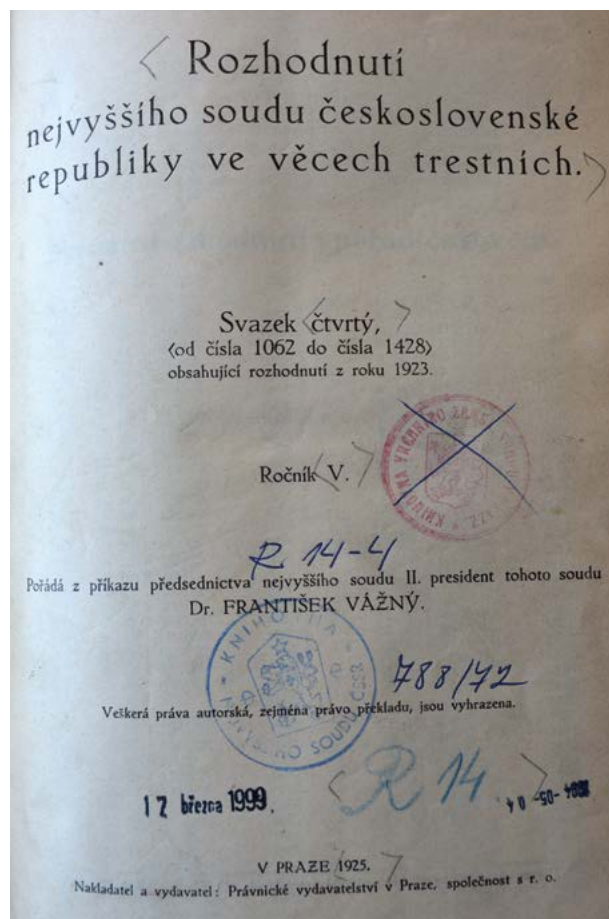 Rozhodnutí
nejvyššího soudu československé
republiky ve věcech trestních.
Svazek čtvrtý,
(od čísla 1062 do čísla 1428)
obsahující rozhodnutí z roku 1923.
Ročník V.
R 14-4
Pořádá z příkazu předsednictva nejvyššího soudu II. president tohoto soudu
Dr. FRANTIŠEK VÁŽNÝ.
788/72
Veškerá práva autorská, zejména právo překladu, jsou vyhrazena.
R 14
17 března 1999
V PRAZE 1925.
Nakladatel a vydavatel: Právnické vydavatelství v Praze, společnost s r. o.